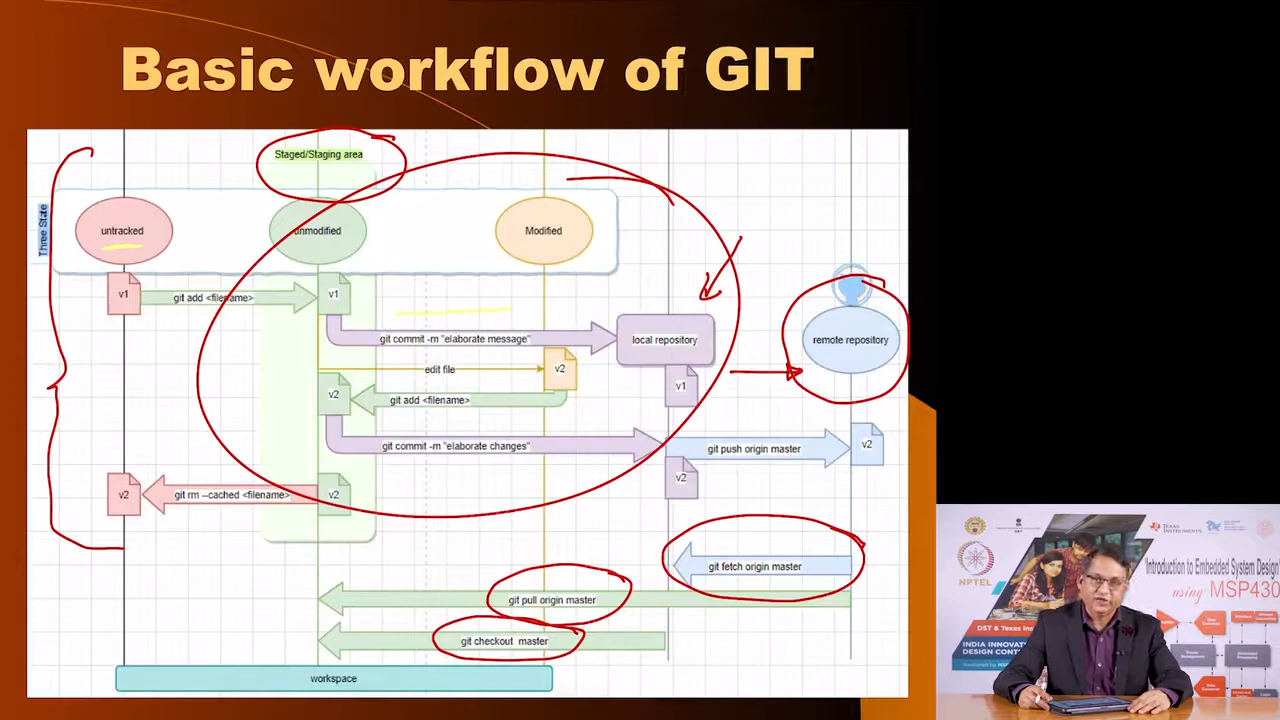 Basic workflow of GIT
Staged/Staging area
Three State
untracked
unmodified
Modified
v1
git add <filename>
v1
git commit -m "elaborate message"
local repository
remote repository
edit file
v2
v1
v2
git add <filename>
git commit -m "elaborate changes"
git push origin master
v2
v2
v2
git rm --cached <filename>
v2
git fetch origin master
git pull origin master
git checkout master
workspace
NPTEL
TEXAS INSTRUMENTS
"Introduction to Embedded System Design"
using MSP430
DST & Texas Ins
INDIA INNOVA
DESIGN CONT